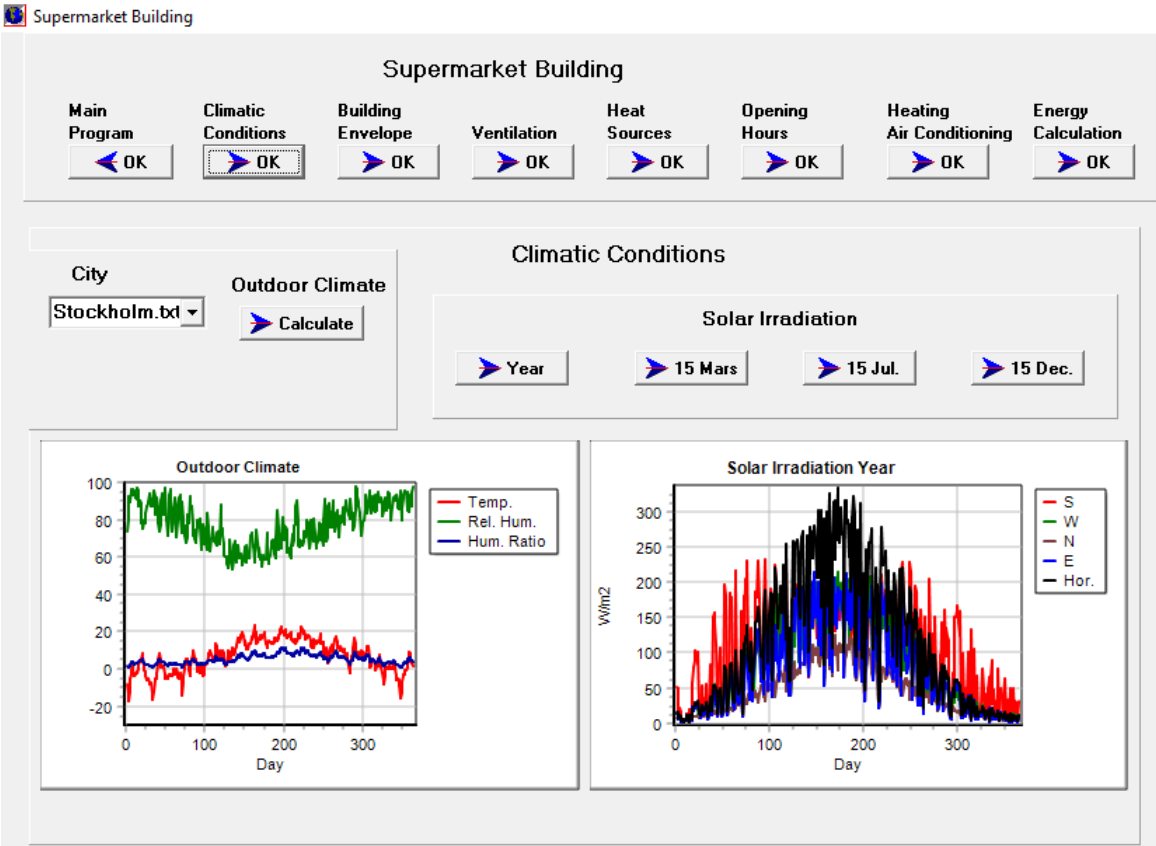 Supermarket Building
Supermarket Building
Main Program
Climatic Conditions
Building Envelope
Ventilation
Heat Sources
Opening Hours
Heating Air Conditioning
Energy Calculation
OK OK OK OK OK OK OK OK
Climatic Conditions
City
Stockholm.txt
Outdoor Climate
Calculate
Solar Irradiation
Year 15 Mars 15 Jul. 15 Dec.
Outdoor Climate
100
80
60
40
20
0
-20
0 100 200 300
Day
Temp.
Rel. Hum.
Hum. Ratio
Solar Irradiation Year
W/m2
300
250
200
150
100
50
0
0 100 200 300
Day
S
W
N
E
Hor.